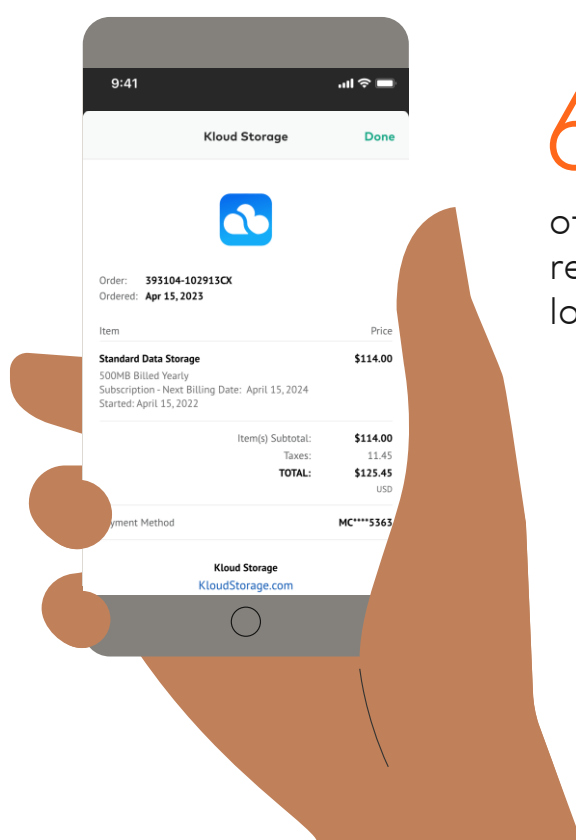 9:41
Kloud Storage Done
Order: 393104-102913CX
Ordered: Apr 15, 2023
Item Price
Standard Data Storage $114.00
500MB Billed Yearly
Subscription - Next Billing Date: April 15, 2024
Started: April 15, 2022
Item(s) Subtotal: $114.00
Taxes: 11.45
TOTAL: $125.45
USD
Method
MC****5363
Kloud Storage
KloudStorage.com